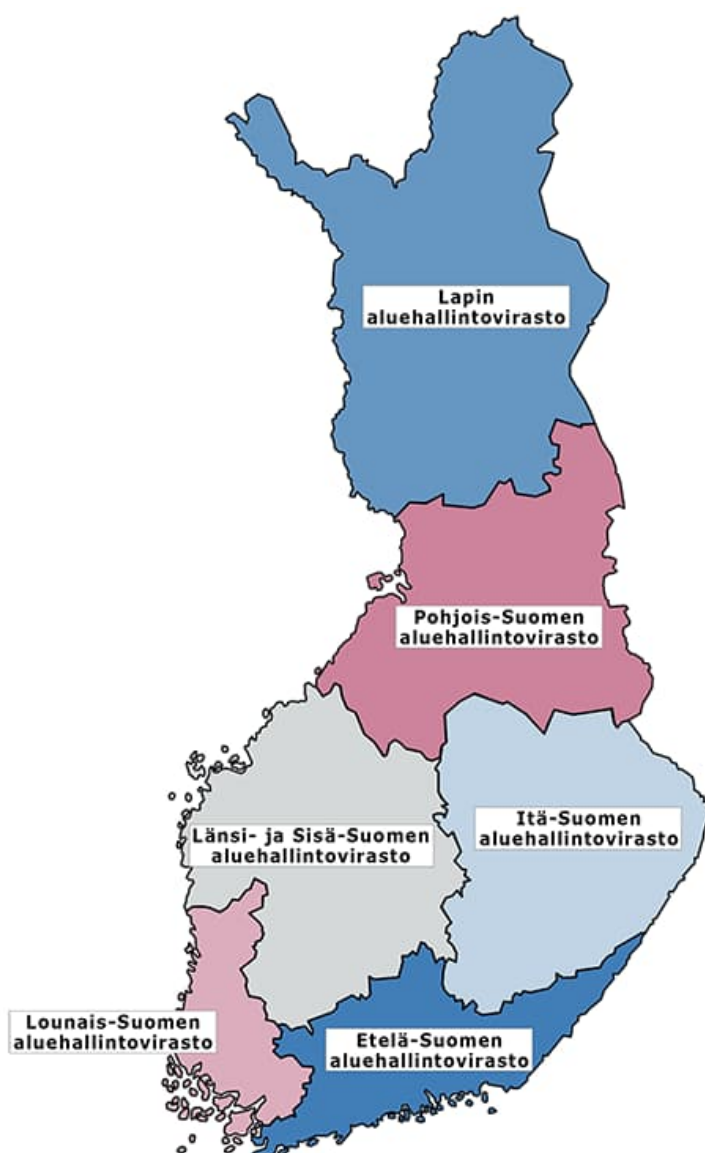 Lapin
aluehallintovirasto
Pohjois-Suomen
aluehallintovirasto
Itä-Suomen
aluehallintovirasto
Länsi- ja Sisä-Suomen
aluehallintovirasto
Lounais-Suomen
aluehallintovirasto
Etelä-Suomen
aluehallintovirasto